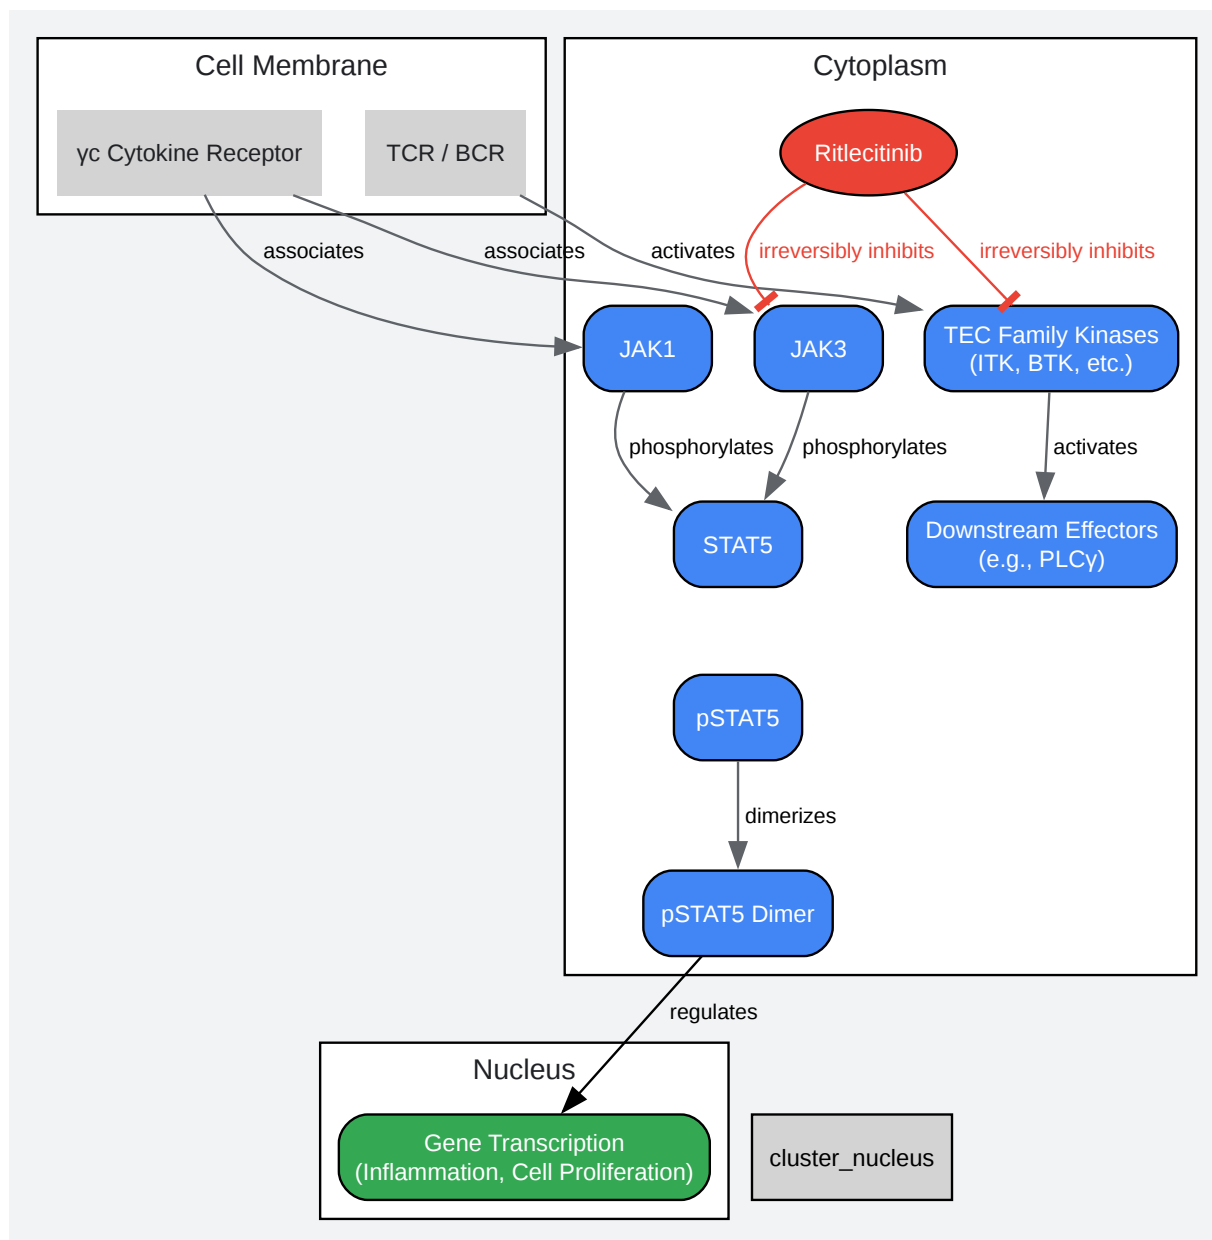 Cell Membrane
Cytoplasm
γc Cytokine Receptor
TCR / BCR
Ritlecitinib
associates
associates
activates
irreversibly inhibits
irreversibly inhibits
JAK1
JAK3
TEC Family Kinases
(ITK, BTK, etc.)
phosphorylates
phosphorylates
activates
STAT5
Downstream Effectors
(e.g., PLCγ)
pSTAT5
dimerizes
pSTAT5 Dimer
regulates
Nucleus
Gene Transcription
(Inflammation, Cell Proliferation)
cluster_nucleus